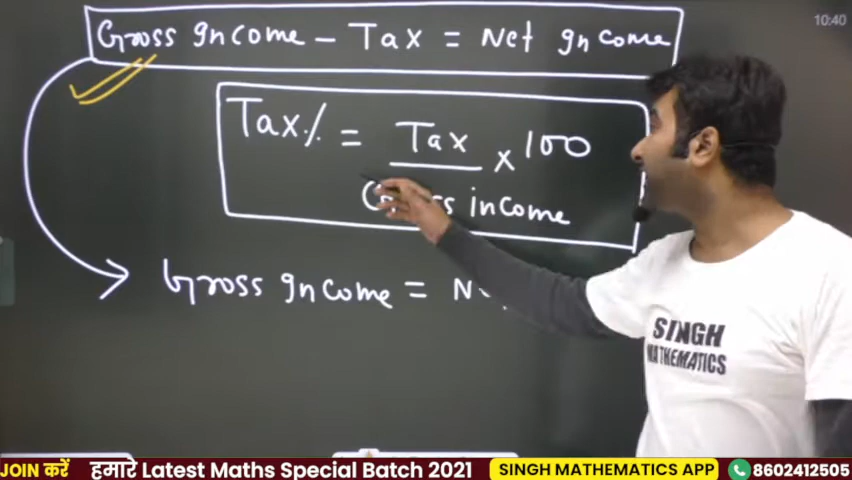 10:40
Gross Income - Tax = Net Income
Tax% = Tax / Gross income × 100
Gross Income =
SINGH
MATHEMATICS
JOIN करें हमारे Latest Maths Special Batch 2021 SINGH MATHEMATICS APP 8602412505